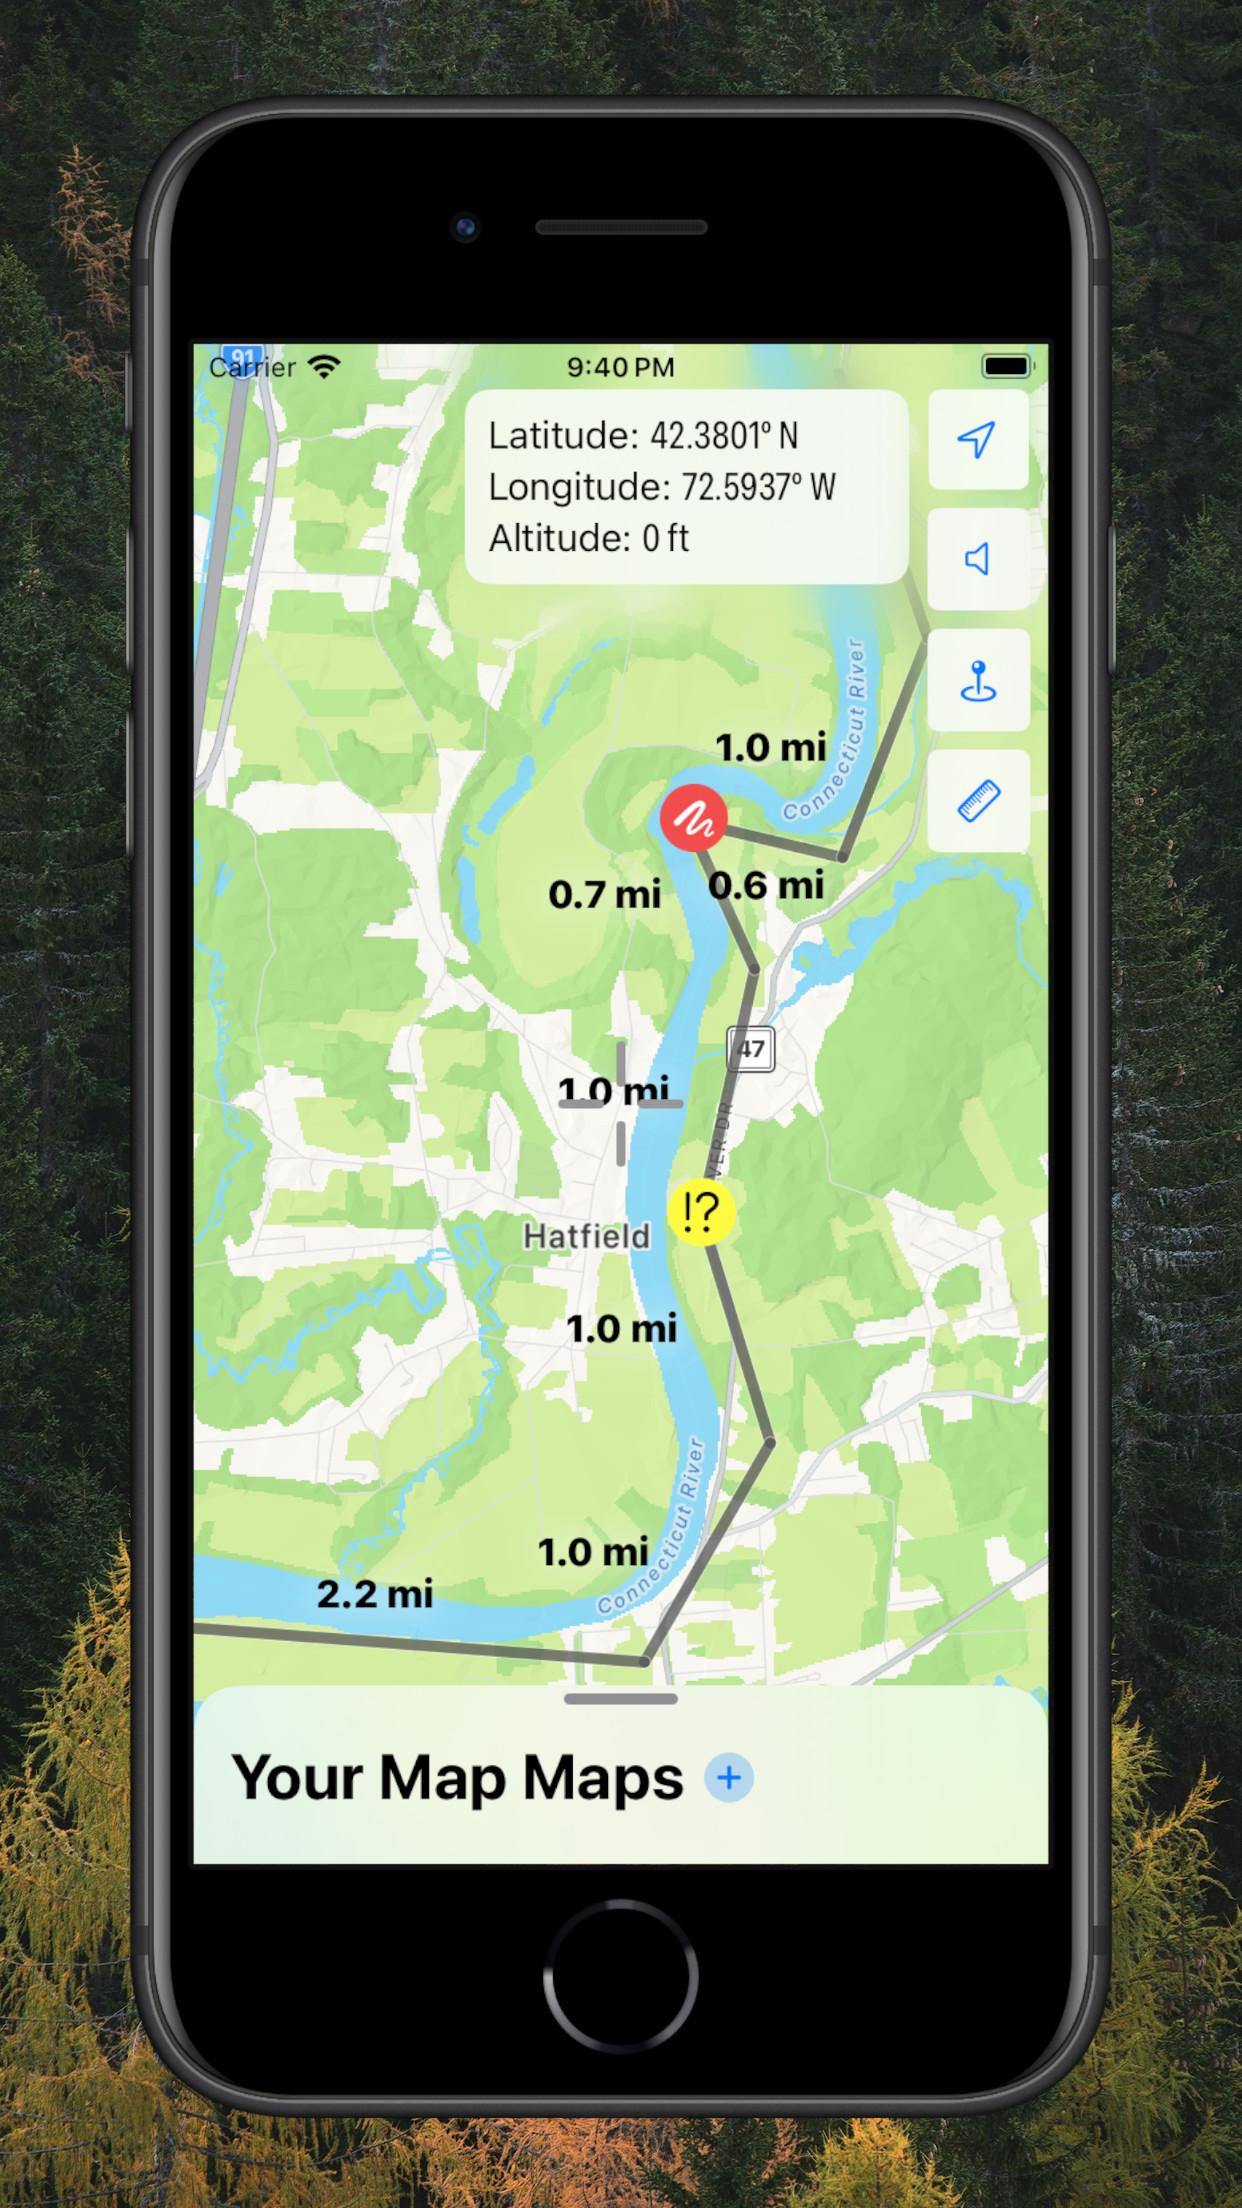 91
Carrier
9:40 PM
Latitude: 42.3801° N
Longitude: 72.5937° W
Altitude: 0 ft
Connecticut River
1.0 mi
0.7 mi
0.6 mi
47
1.0 mi
VER DR
!?
Hatfield
1.0 mi
Connecticut River
1.0 mi
2.2 mi
Your Map Maps +